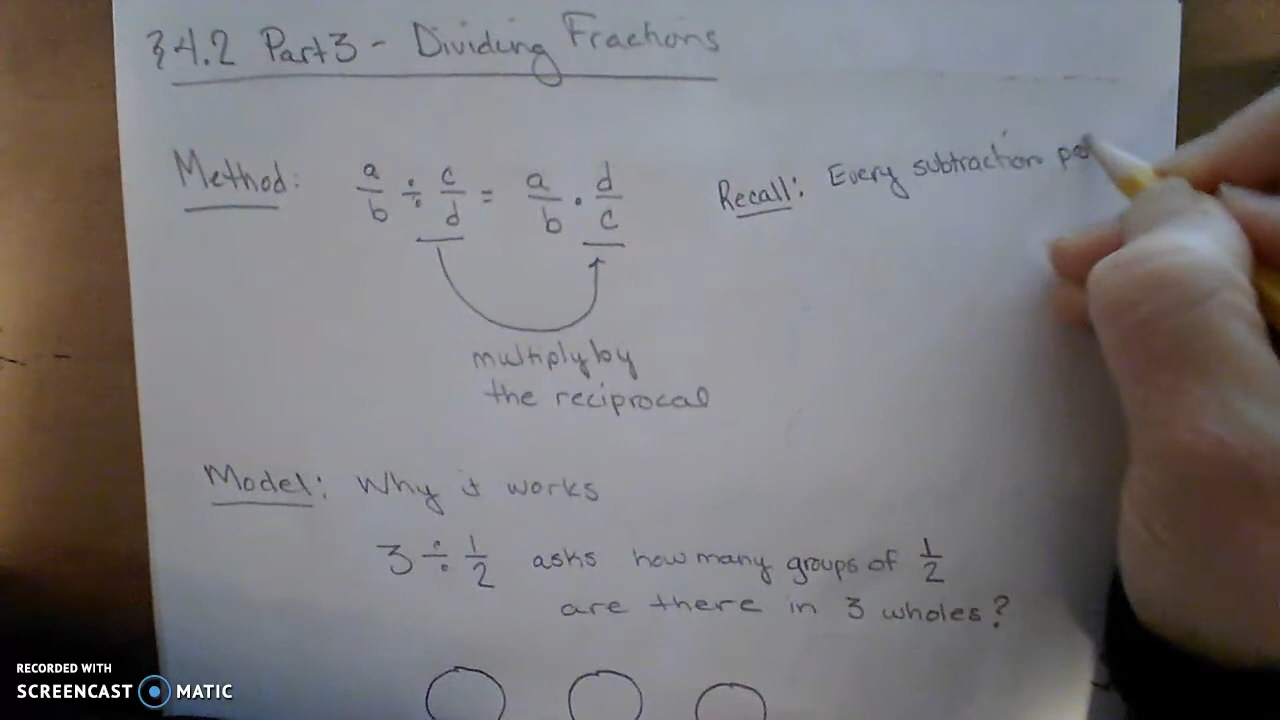 §4.2 Part 3 - Dividing Fractions
Method: a/b ÷ c/d = a/b · d/c
Recall: Every subtraction
multiply by
the reciprocal
Model: Why it works
3 ÷ 1/2 asks how many groups of 1/2
are there in 3 wholes?
RECORDED WITH
SCREENCAST MATIC